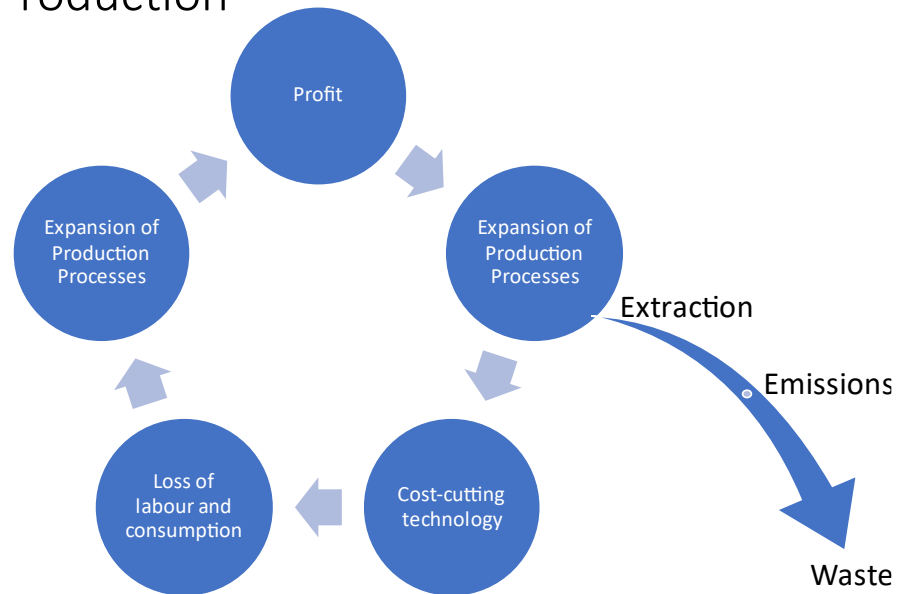 roduction
Profit
Expansion of
Production
Processes
Expansion of
Production
Processes
Extraction
Emissions
Loss of
labour and
consumption
Cost-cutting
technology
Waste